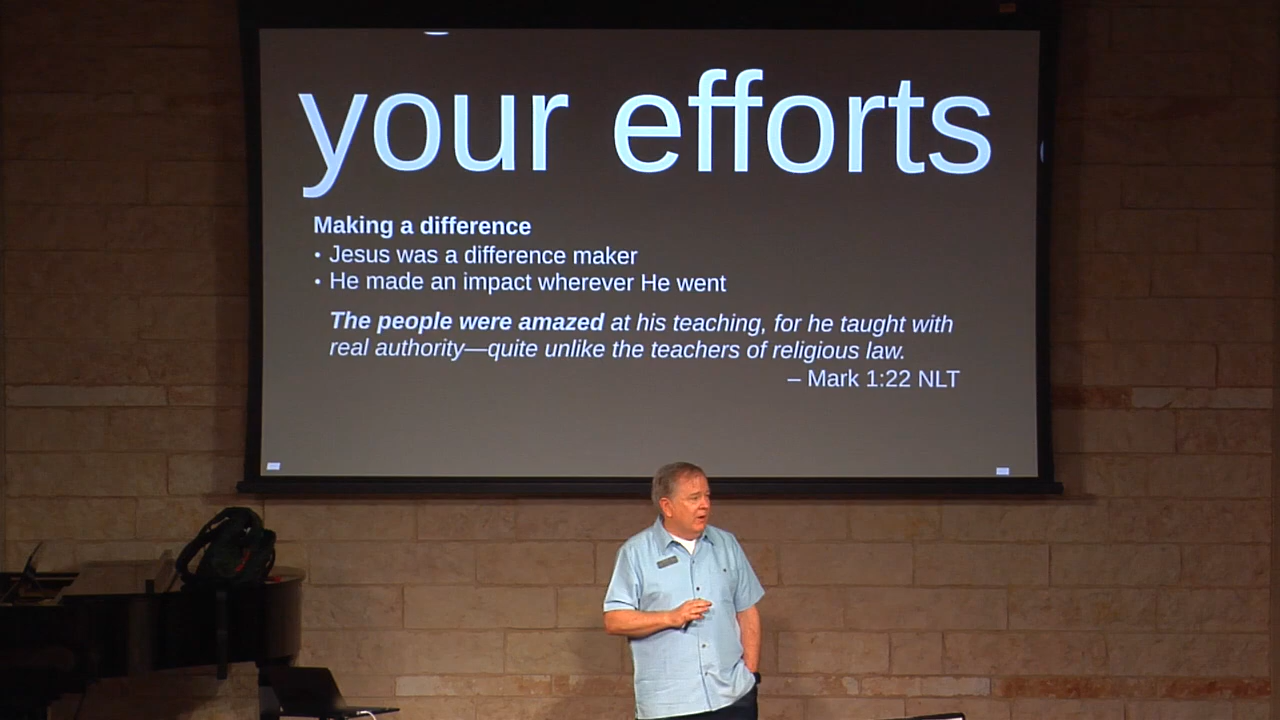 your efforts
Making a difference
• Jesus was a difference maker
• He made an impact wherever He went
The people were amazed at his teaching, for he taught with
real authority—quite unlike the teachers of religious law.
– Mark 1:22 NLT